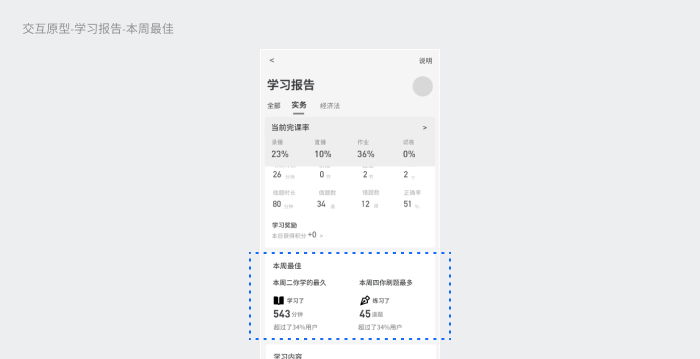 交互原型-学习报告-本周最佳
< 说明
学习报告
全部 实务 经济法
当前完课率 >
录播 直播 作业 试卷
23% 10% 36% 0%
26 分钟 0 2 2
做题时长 做题数 错题数 正确率
80 分钟 34 道 12 道 51 %
学习奖励
本日获得积分 +0 >
本周最佳
本周二你学的最久 本周四你刷题最多
学习了 练习了
543分钟 45道题
超过了34%用户 超过了34%用户
学习内容